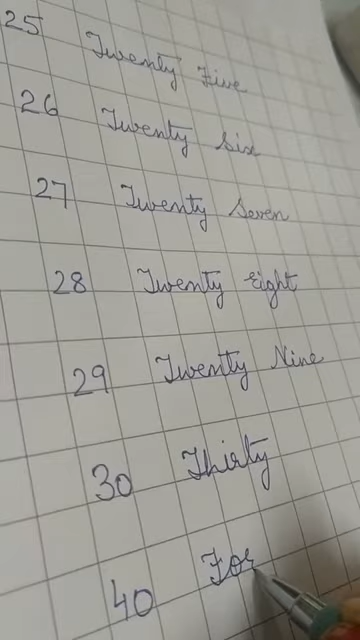 25 Twenty Five
26 Twenty Six
27 Twenty Seven
28 Twenty Eight
29 Twenty Nine
30 Thirty
40 For